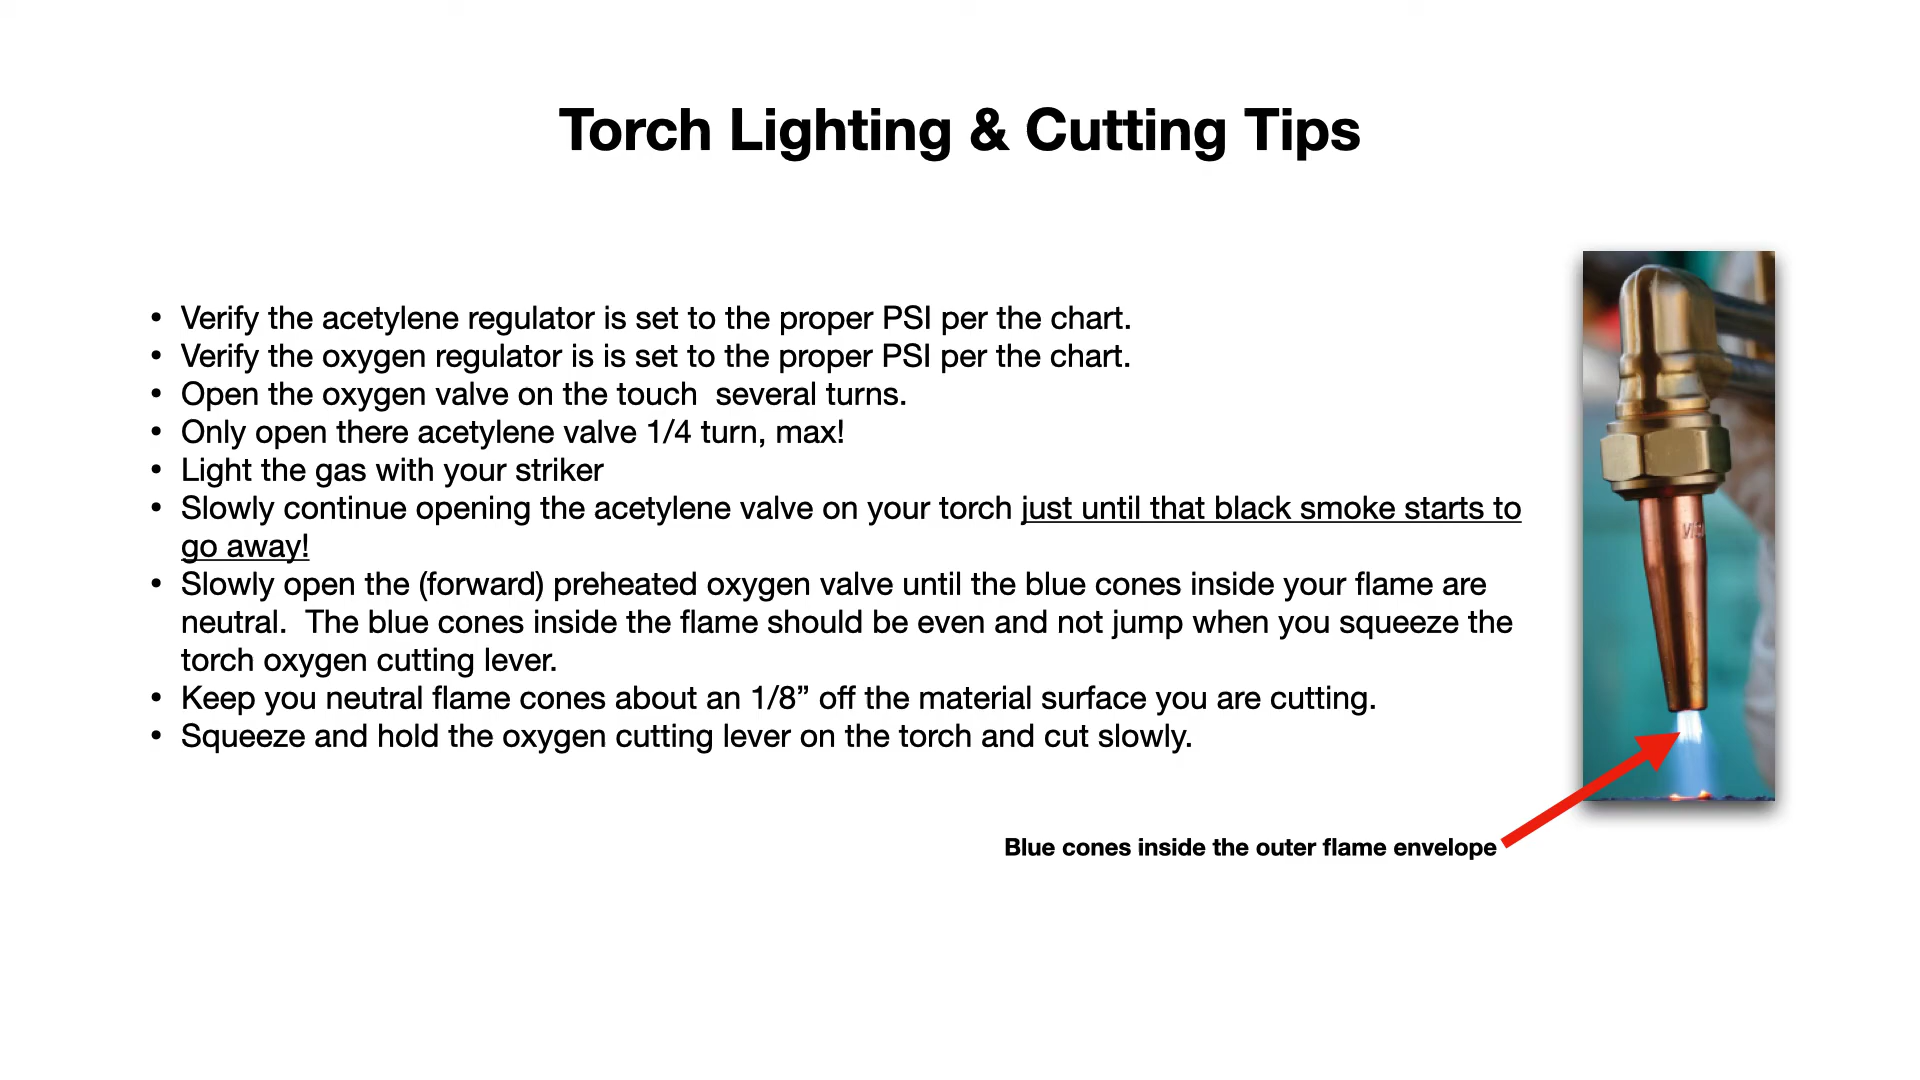 Torch Lighting & Cutting Tips
• Verify the acetylene regulator is set to the proper PSI per the chart.
• Verify the oxygen regulator is is set to the proper PSI per the chart.
• Open the oxygen valve on the touch  several turns.
• Only open there acetylene valve 1/4 turn, max!
• Light the gas with your striker
• Slowly continue opening the acetylene valve on your torch just until that black smoke starts to
go away!
• Slowly open the (forward) preheated oxygen valve until the blue cones inside your flame are
neutral.  The blue cones inside the flame should be even and not jump when you squeeze the
torch oxygen cutting lever.
• Keep you neutral flame cones about an 1/8” off the material surface you are cutting.
• Squeeze and hold the oxygen cutting lever on the torch and cut slowly.
Blue cones inside the outer flame envelope